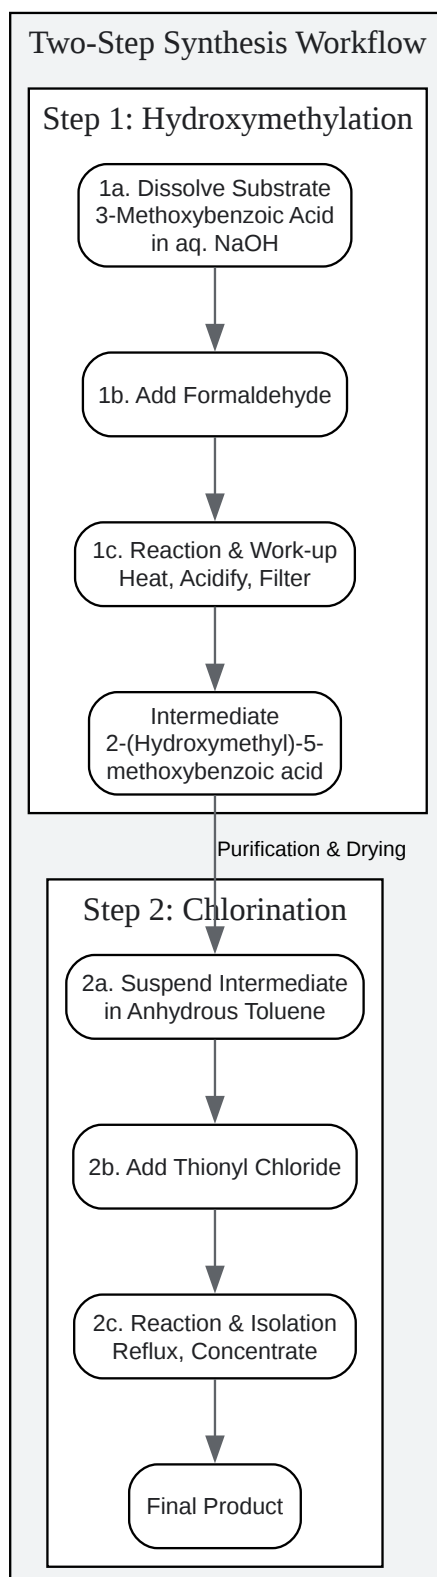 Two-Step Synthesis Workflow
Step 1: Hydroxymethylation
1a. Dissolve Substrate
3-Methoxybenzoic Acid
in aq. NaOH
1b. Add Formaldehyde
1c. Reaction & Work-up
Heat, Acidify, Filter
Intermediate
2-(Hydroxymethyl)-5-
methoxybenzoic acid
Purification & Drying
Step 2: Chlorination
2a. Suspend Intermediate
in Anhydrous Toluene
2b. Add Thionyl Chloride
2c. Reaction & Isolation
Reflux, Concentrate
Final Product